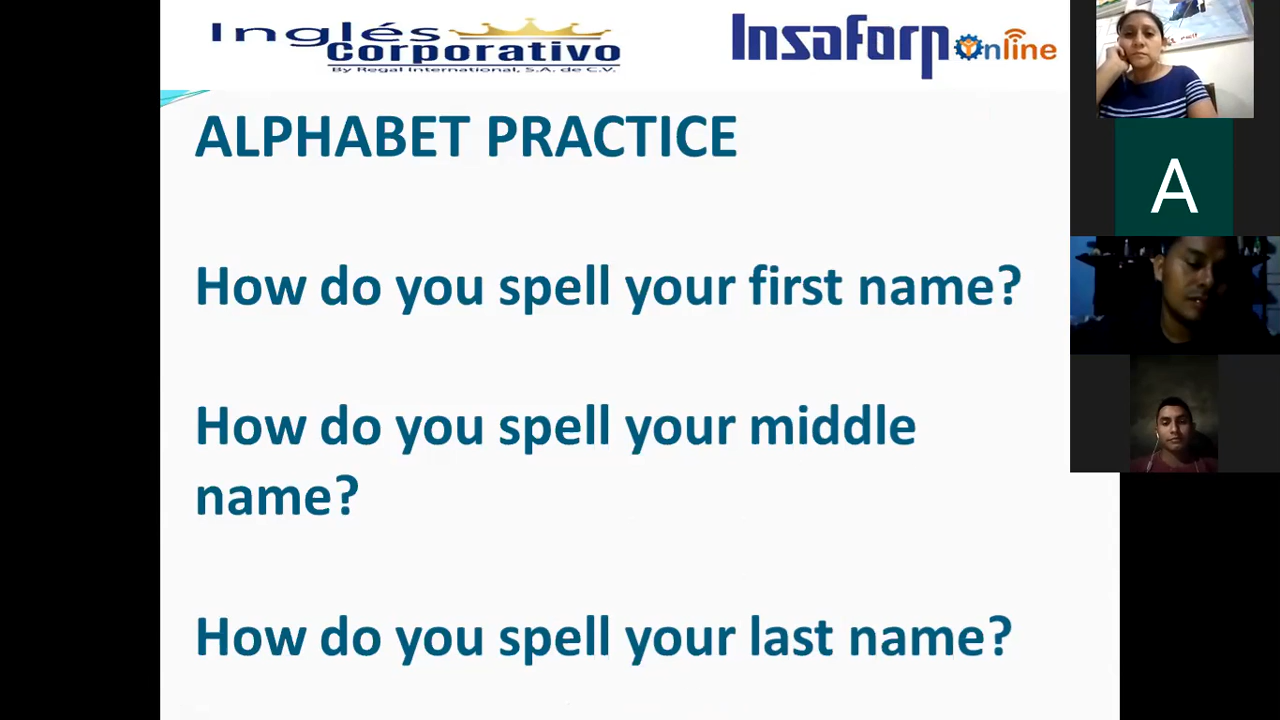 Inglés
Corporativo
By Regal International, S.A. de C.V.
Insaforp Online
ALPHABET PRACTICE
How do you spell your first name?
How do you spell your middle
name?
How do you spell your last name?
A